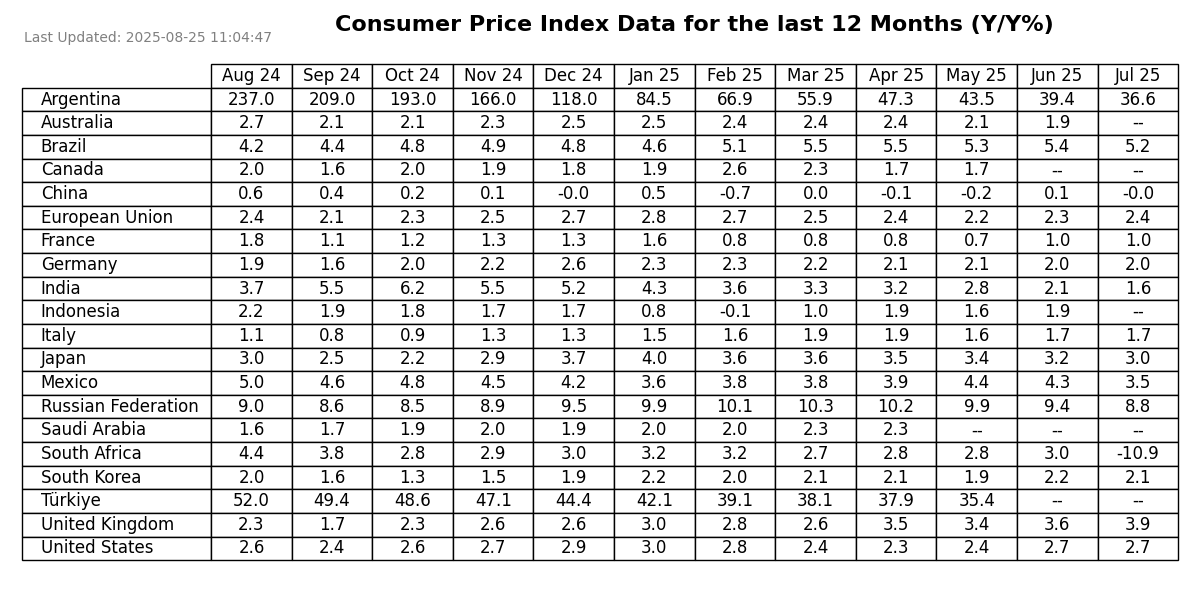 Consumer Price Index Data for the last 12 Months (Y/Y%)
Last Updated: 2025-08-25 11:04:47
Aug 24 Sep 24 Oct 24 Nov 24 Dec 24 Jan 25 Feb 25 Mar 25 Apr 25 May 25 Jun 25 Jul 25
Argentina 237.0 209.0 193.0 166.0 118.0 84.5 66.9 55.9 47.3 43.5 39.4 36.6
Australia 2.7 2.1 2.1 2.3 2.5 2.5 2.4 2.4 2.4 2.1 1.9 --
Brazil 4.2 4.4 4.8 4.9 4.8 4.6 5.1 5.5 5.5 5.3 5.4 5.2
Canada 2.0 1.6 2.0 1.9 1.8 1.9 2.6 2.3 1.7 1.7 -- --
China 0.6 0.4 0.2 0.1 -0.0 0.5 -0.7 0.0 -0.1 -0.2 0.1 -0.0
European Union 2.4 2.1 2.3 2.5 2.7 2.8 2.7 2.5 2.4 2.2 2.3 2.4
France 1.8 1.1 1.2 1.3 1.3 1.6 0.8 0.8 0.8 0.7 1.0 1.0
Germany 1.9 1.6 2.0 2.2 2.6 2.3 2.3 2.2 2.1 2.1 2.0 2.0
India 3.7 5.5 6.2 5.5 5.2 4.3 3.6 3.3 3.2 2.8 2.1 1.6
Indonesia 2.2 1.9 1.8 1.7 1.7 0.8 -0.1 1.0 1.9 1.6 1.9 --
Italy 1.1 0.8 0.9 1.3 1.3 1.5 1.6 1.9 1.9 1.6 1.7 1.7
Japan 3.0 2.5 2.2 2.9 3.7 4.0 3.6 3.6 3.5 3.4 3.2 3.0
Mexico 5.0 4.6 4.8 4.5 4.2 3.6 3.8 3.8 3.9 4.4 4.3 3.5
Russian Federation 9.0 8.6 8.5 8.9 9.5 9.9 10.1 10.3 10.2 9.9 9.4 8.8
Saudi Arabia 1.6 1.7 1.9 2.0 1.9 2.0 2.0 2.3 2.3 -- -- --
South Africa 4.4 3.8 2.8 2.9 3.0 3.2 3.2 2.7 2.8 2.8 3.0 -10.9
South Korea 2.0 1.6 1.3 1.5 1.9 2.2 2.0 2.1 2.1 1.9 2.2 2.1
Türkiye 52.0 49.4 48.6 47.1 44.4 42.1 39.1 38.1 37.9 35.4 -- --
United Kingdom 2.3 1.7 2.3 2.6 2.6 3.0 2.8 2.6 3.5 3.4 3.6 3.9
United States 2.6 2.4 2.6 2.7 2.9 3.0 2.8 2.4 2.3 2.4 2.7 2.7